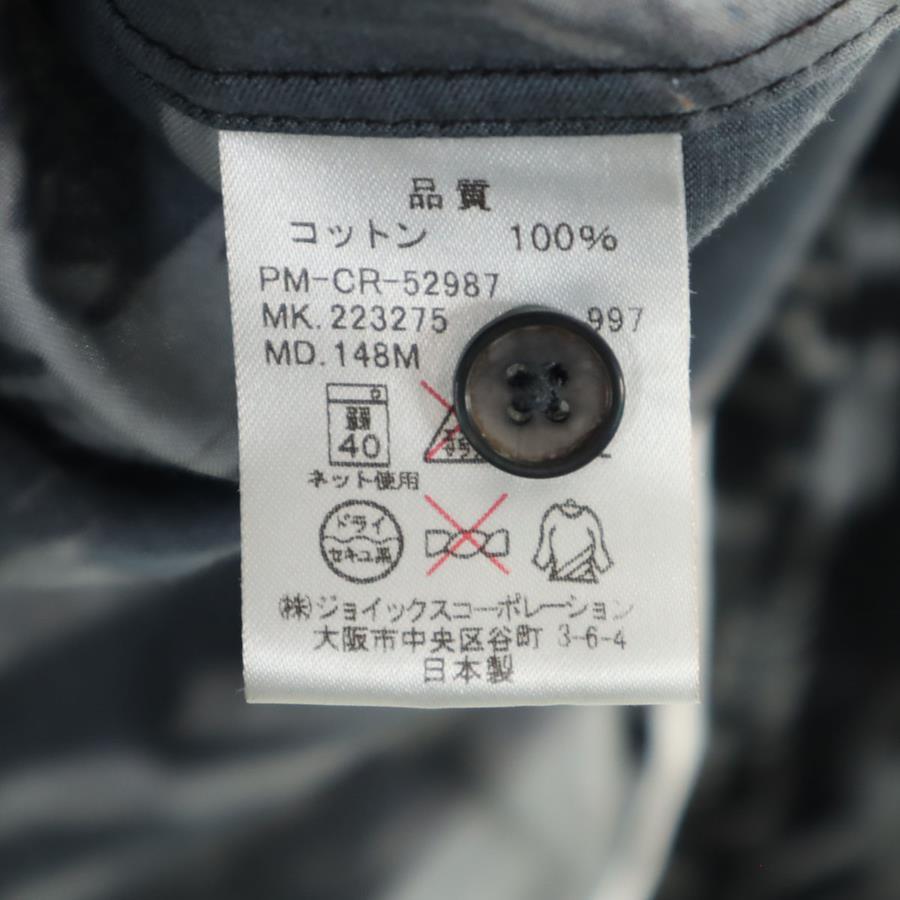 品質
コットン 100%
PM-CR-52987
MK.223275 997
MD.148M
弱
40
ネット使用
ドライ
セキユ系
(株)ジョイックスコーポレーション
大阪市中央区谷町 3-6-4
日本製